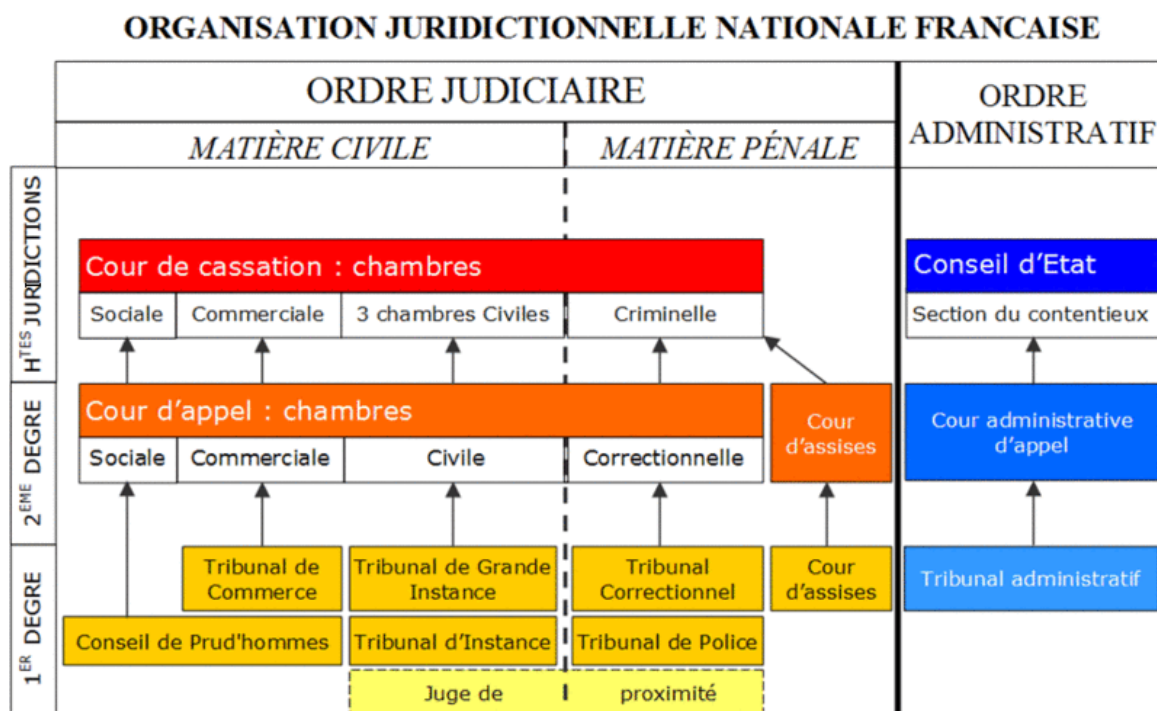 ORGANISATION JURIDICTIONNELLE NATIONALE FRANCAISE
ORDRE JUDICIAIRE
ORDRE
ADMINISTRATIF
MATIÈRE CIVILE
MATIÈRE PÉNALE
HTES JURIDICTIONS
Cour de cassation : chambres
Conseil d’Etat
Sociale
Commerciale
3 chambres Civiles
Criminelle
Section du contentieux
2EME DEGRE
Cour d’appel : chambres
Cour
d’assises
Cour administrative
d’appel
Sociale
Commerciale
Civile
Correctionnelle
1ER DEGRE
Tribunal de
Commerce
Tribunal de Grande
Instance
Tribunal
Correctionnel
Cour
d’assises
Tribunal administratif
Conseil de Prud'hommes
Tribunal d’Instance
Tribunal de Police
Juge de proximité